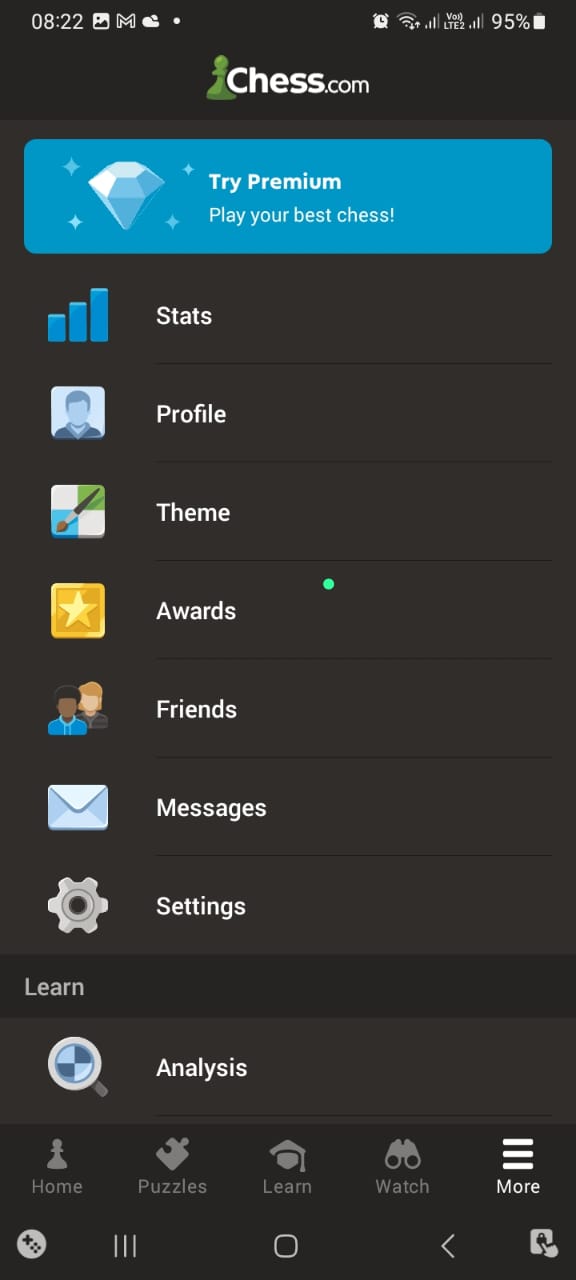 08:22
Vo)) LTE2 95%
Chess.com
Try Premium
Play your best chess!
Stats
Profile
Theme
Awards
Friends
Messages
Settings
Learn
Analysis
Home Puzzles Learn Watch More